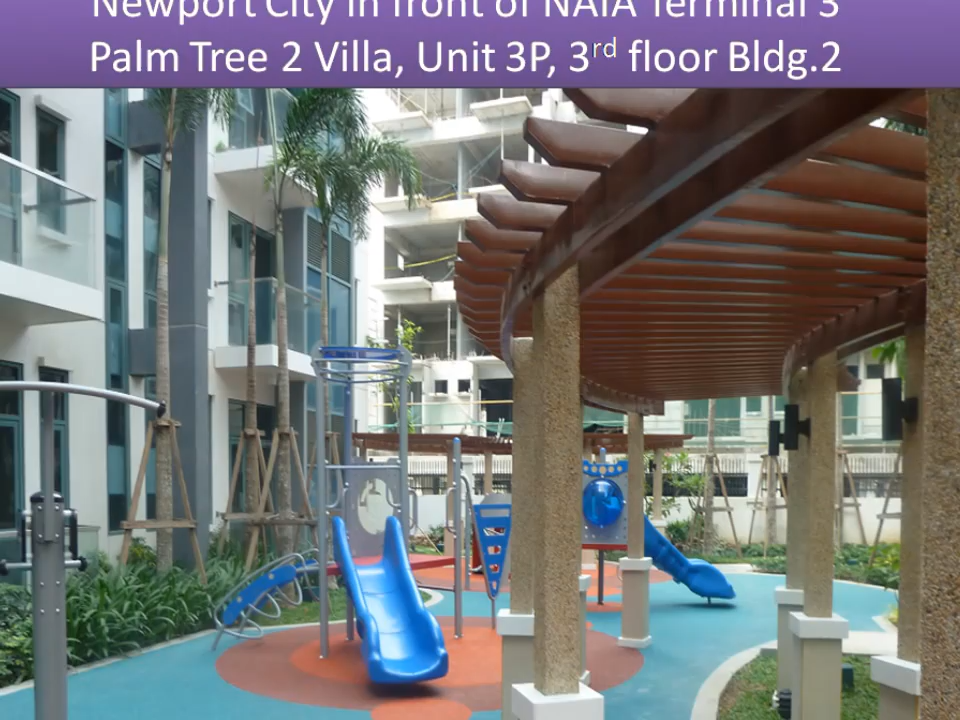 Newport City in front of NAIA Terminal 3
Palm Tree 2 Villa, Unit 3P, 3rd floor Bldg.2